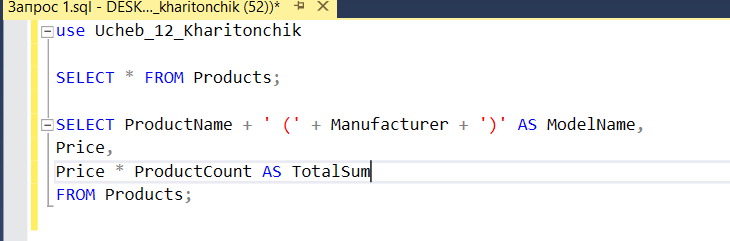 Запрос 1.sql - DESK..._kharitonchik (52))*
use Ucheb_12_Kharitonchik
SELECT * FROM Products;
SELECT ProductName + ' (' + Manufacturer + ')' AS ModelName,
Price,
Price * ProductCount AS TotalSum
FROM Products;